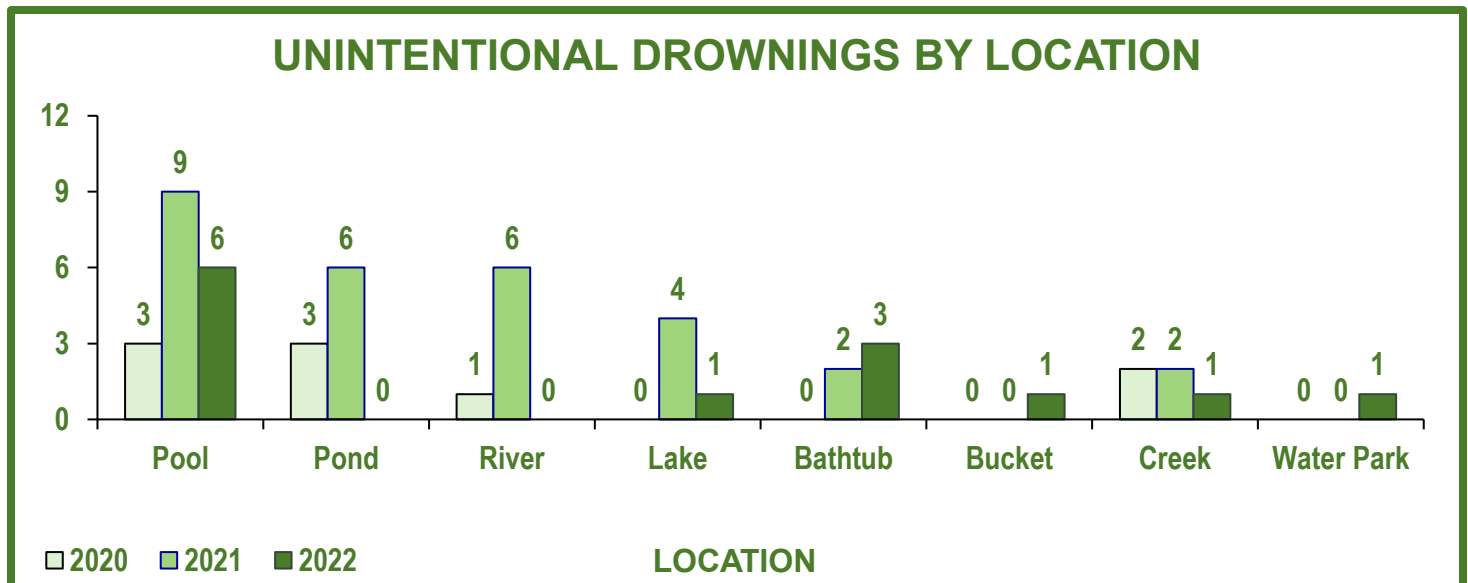 UNINTENTIONAL DROWNINGS BY LOCATION
12
9
6
3
0
3 9 6
3 6 0
1 6 0
0 4 1
0 2 3
0 0 1
2 2 1
0 0 1
Pool Pond River Lake Bathtub Bucket Creek Water Park
2020 2021 2022
LOCATION